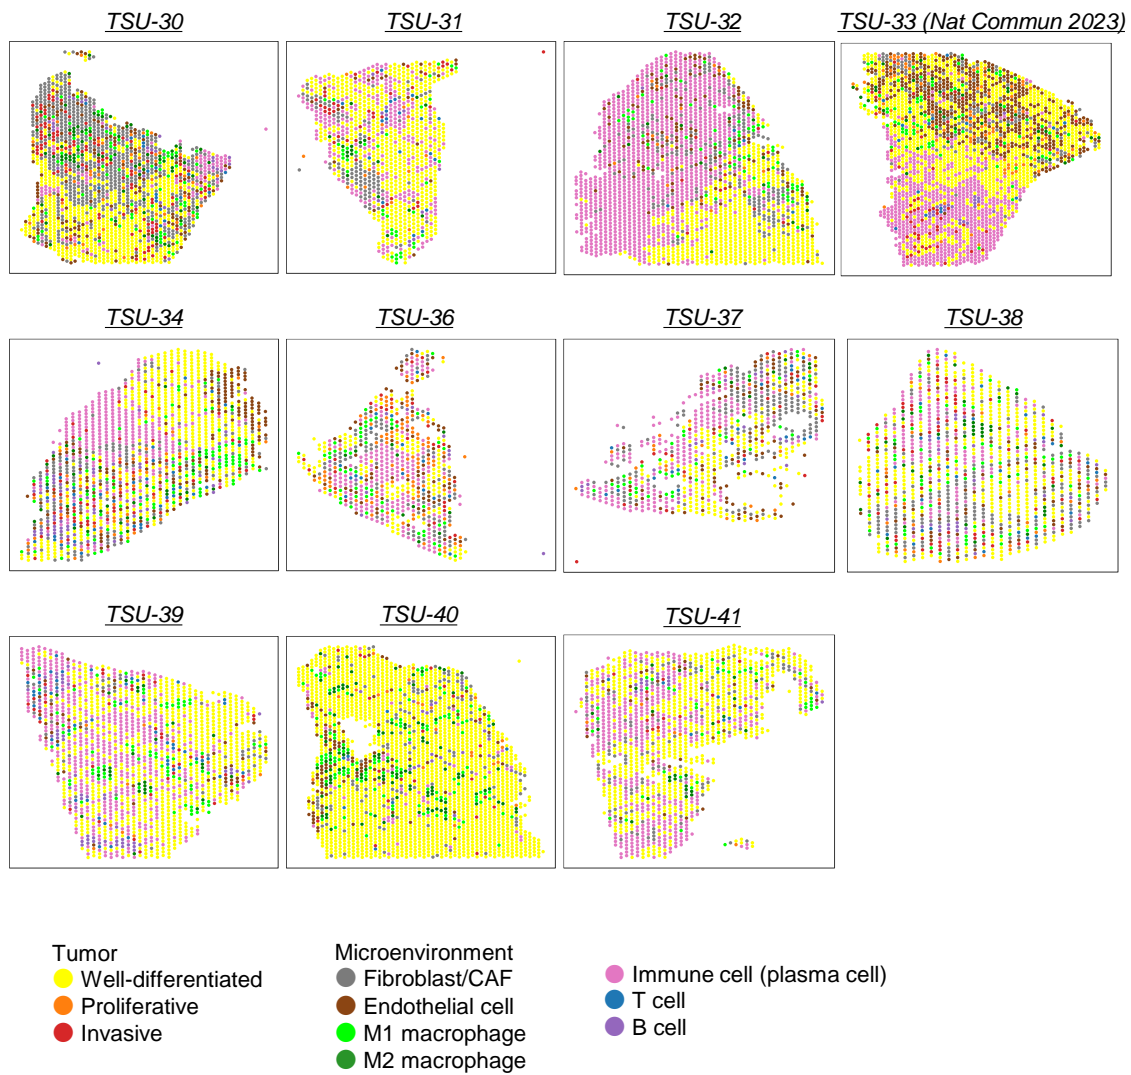 TSU-30
TSU-31
TSU-32
TSU-33 (Nat Commun 2023)
TSU-34
TSU-36
TSU-37
TSU-38
TSU-39
TSU-40
TSU-41
Tumor
Well-differentiated
Proliferative
Invasive
Microenvironment
Fibroblast/CAF
Endothelial cell
M1 macrophage
M2 macrophage
Immune cell (plasma cell)
T cell
B cell